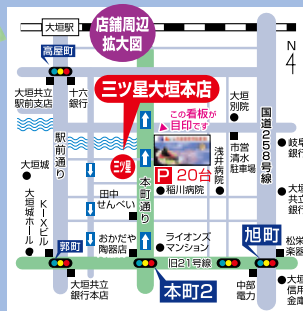 大垣駅
店舗周辺
拡大図
N
高屋町
大垣共立
駅前支店
十六
銀行
三ツ星大垣本店
この看板が
目印です
大垣
別院
国道258号線
岐阜
銀行
駅前通り
三ツ星
本町通り
P 20台
稲川病院
浅井病院
市営
清水
駐車場
大垣城
大垣城
ホール
KIXビル
田中
せんべい
大垣
共立
銀行
郭町
おかだや
陶器店
ライオンズ
マンション
旭町
松栄
楽器
旧21号線
大垣共立
銀行本店
本町2
中部
電力
大垣
信用
金庫